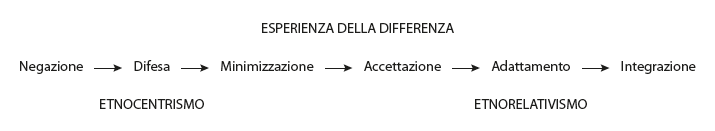 ESPERIENZA DELLA DIFFERENZA
Negazione → Difesa → Minimizzazione → Accettazione → Adattamento → Integrazione
ETNOCENTRISMO ETNORELATIVISMO